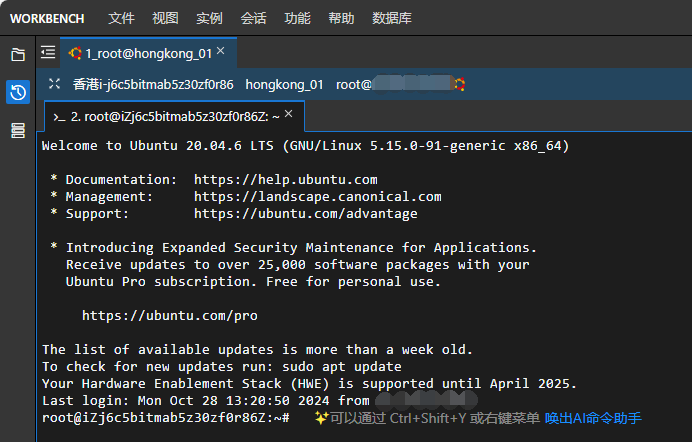 WORKBENCH 文件 视图 实例 会话 功能 帮助 数据库
1_root@hongkong_01 ×
香港i-j6c5bitmab5z30zf0r86 hongkong_01 root@
>_ 2. root@iZj6c5bitmab5z30zf0r86Z: ~ ×
Welcome to Ubuntu 20.04.6 LTS (GNU/Linux 5.15.0-91-generic x86_64)
* Documentation: https://help.ubuntu.com
* Management: https://landscape.canonical.com
* Support: https://ubuntu.com/advantage
* Introducing Expanded Security Maintenance for Applications.
Receive updates to over 25,000 software packages with your
Ubuntu Pro subscription. Free for personal use.
https://ubuntu.com/pro
The list of available updates is more than a week old.
To check for new updates run: sudo apt update
Your Hardware Enablement Stack (HWE) is supported until April 2025.
Last login: Mon Oct 28 13:20:50 2024 from
root@iZj6c5bitmab5z30zf0r86Z:~# ✨可以通过 Ctrl+Shift+Y 或右键菜单 唤出AI命令助手